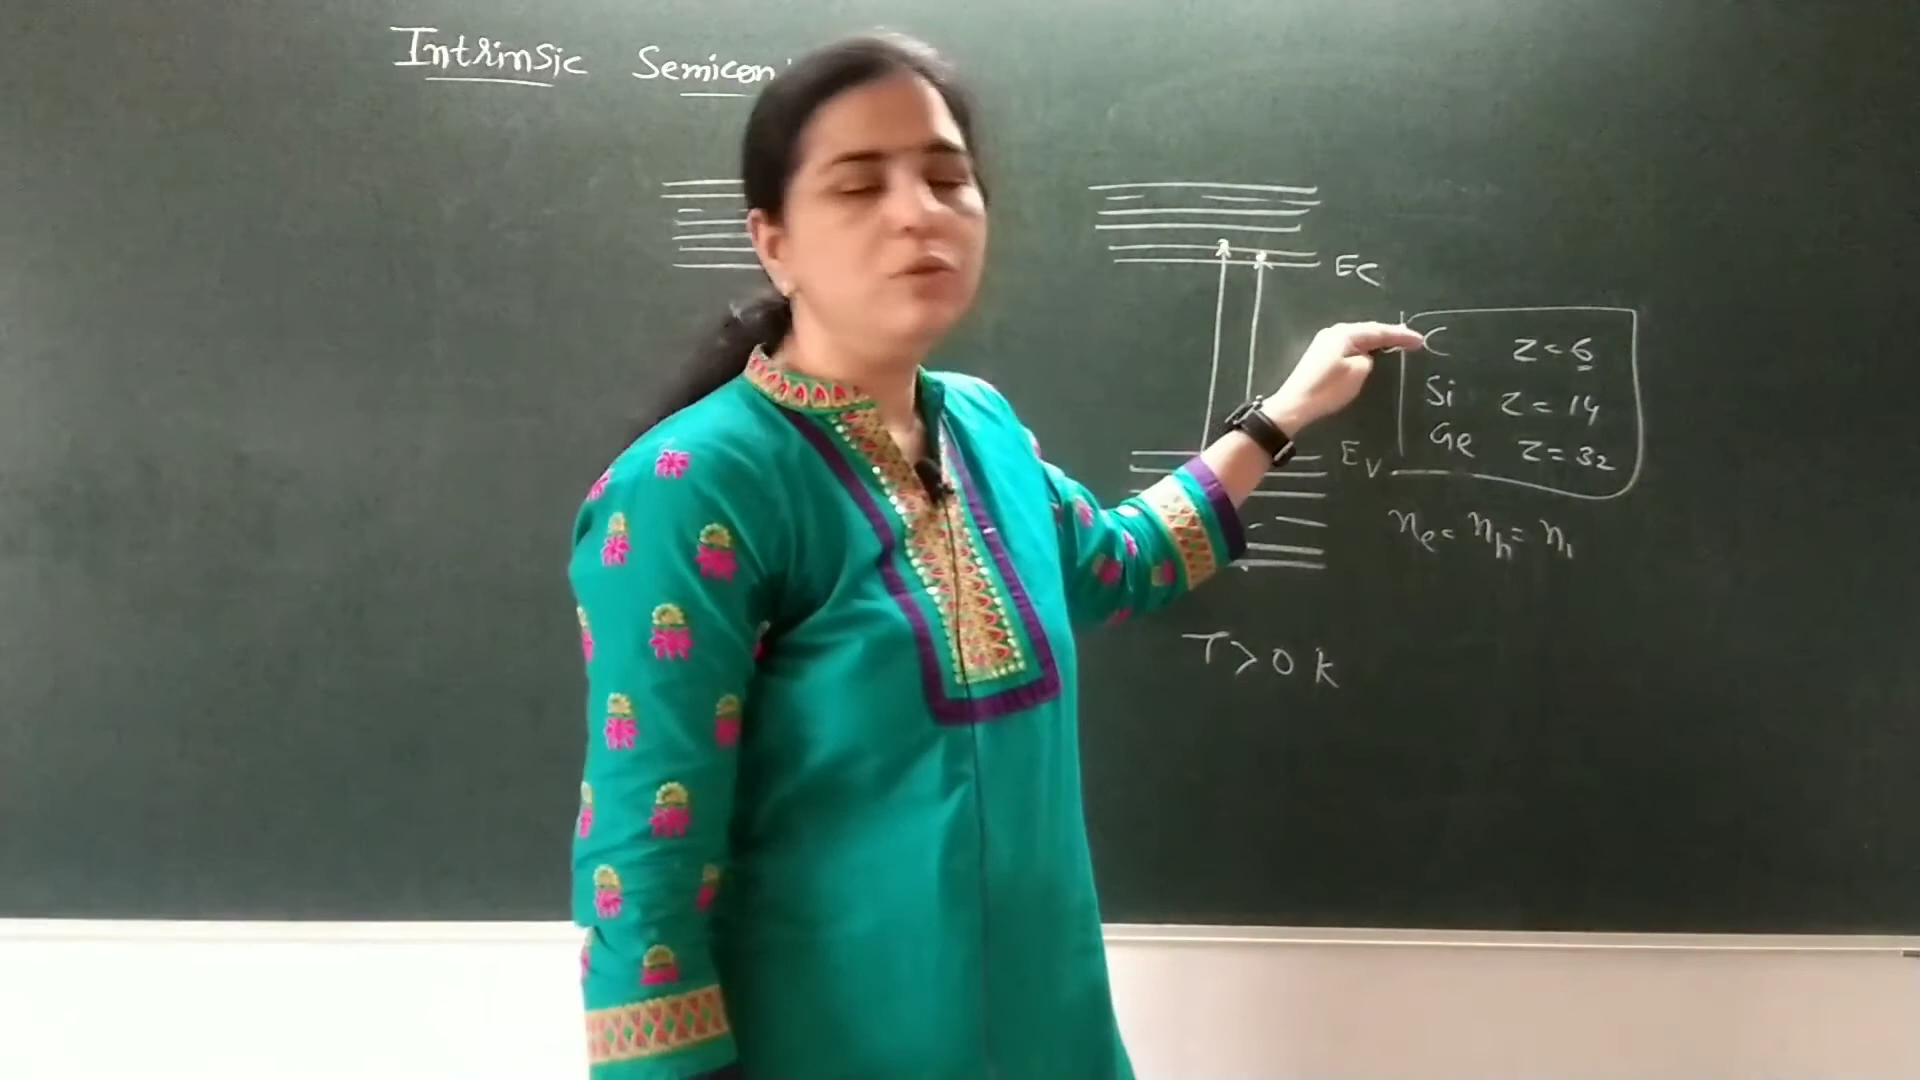 Intrinsic Semicon
Ec
C Z = 6
Si Z = 14
Ge Z = 32
Ev
ne = nh = ni
T > 0 k